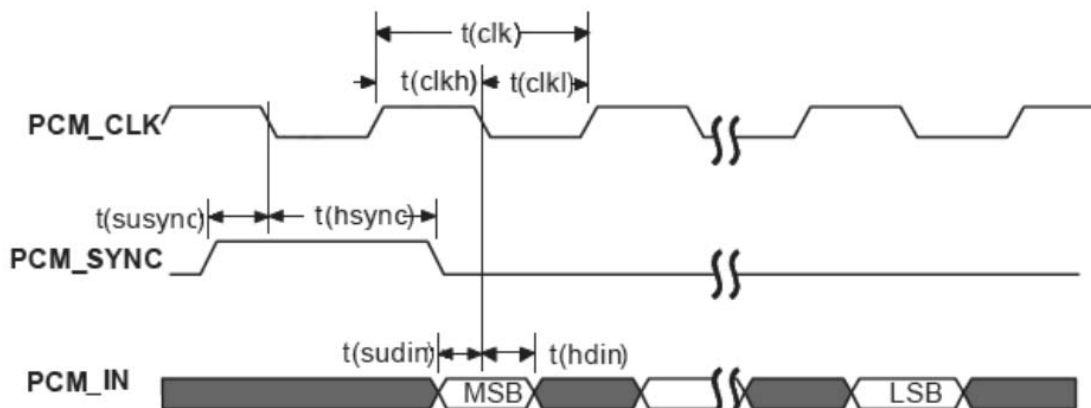 t(clk)
t(clkh) t(clkl)
PCM_CLK
t(susync) t(hsync)
PCM_SYNC
t(sudin) t(hdin)
PCM_IN MSB LSB